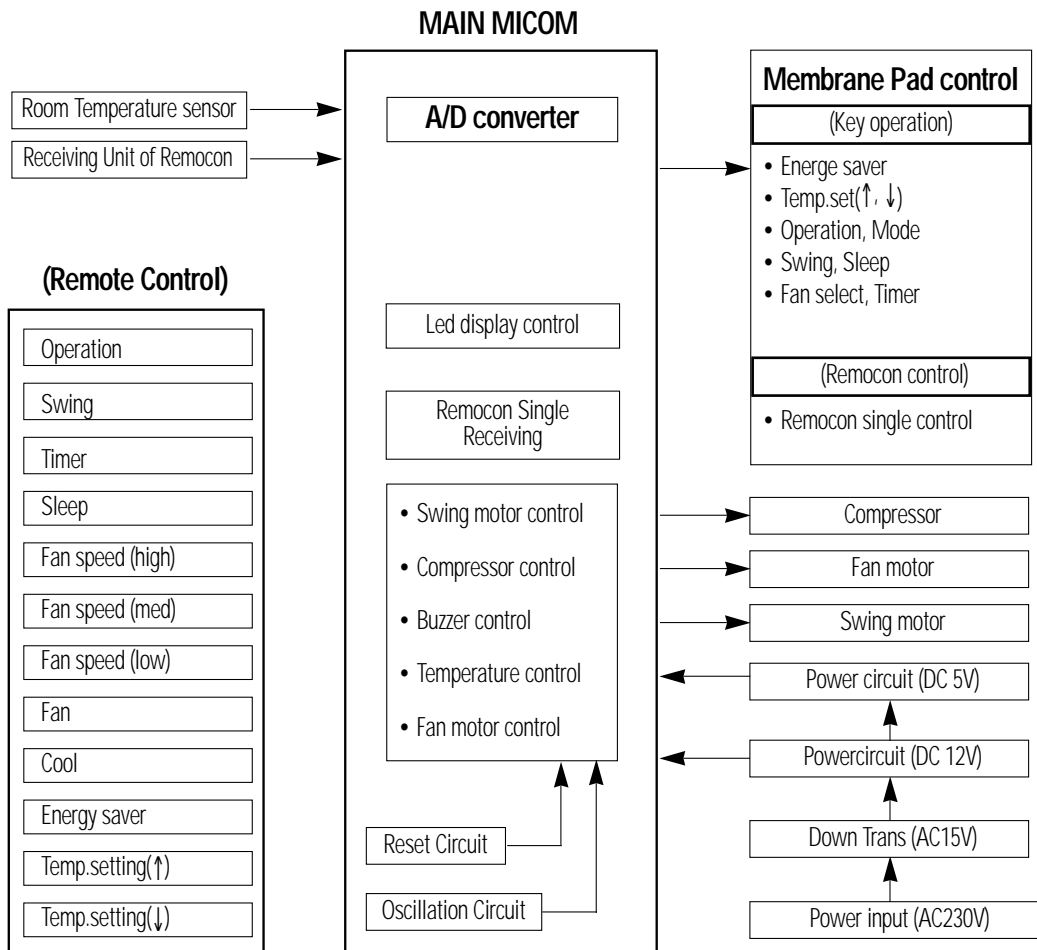 MAIN MICOM
Room Temperature sensor
Receiving Unit of Remocon
(Remote Control)
Operation
Swing
Timer
Sleep
Fan speed (high)
Fan speed (med)
Fan speed (low)
Fan
Cool
Energy saver
Temp.setting(↑)
Temp.setting(↓)
A/D converter
Led display control
Remocon Single
Receiving
• Swing motor control
• Compressor control
• Buzzer control
• Temperature control
• Fan motor control
Reset Circuit
Oscillation Circuit
Membrane Pad control
(Key operation)
• Energe saver
• Temp.set(↑, ↓)
• Operation, Mode
• Swing, Sleep
• Fan select, Timer
(Remocon control)
• Remocon single control
Compressor
Fan motor
Swing motor
Power circuit (DC 5V)
Powercircuit (DC 12V)
Down Trans (AC15V)
Power input (AC230V)